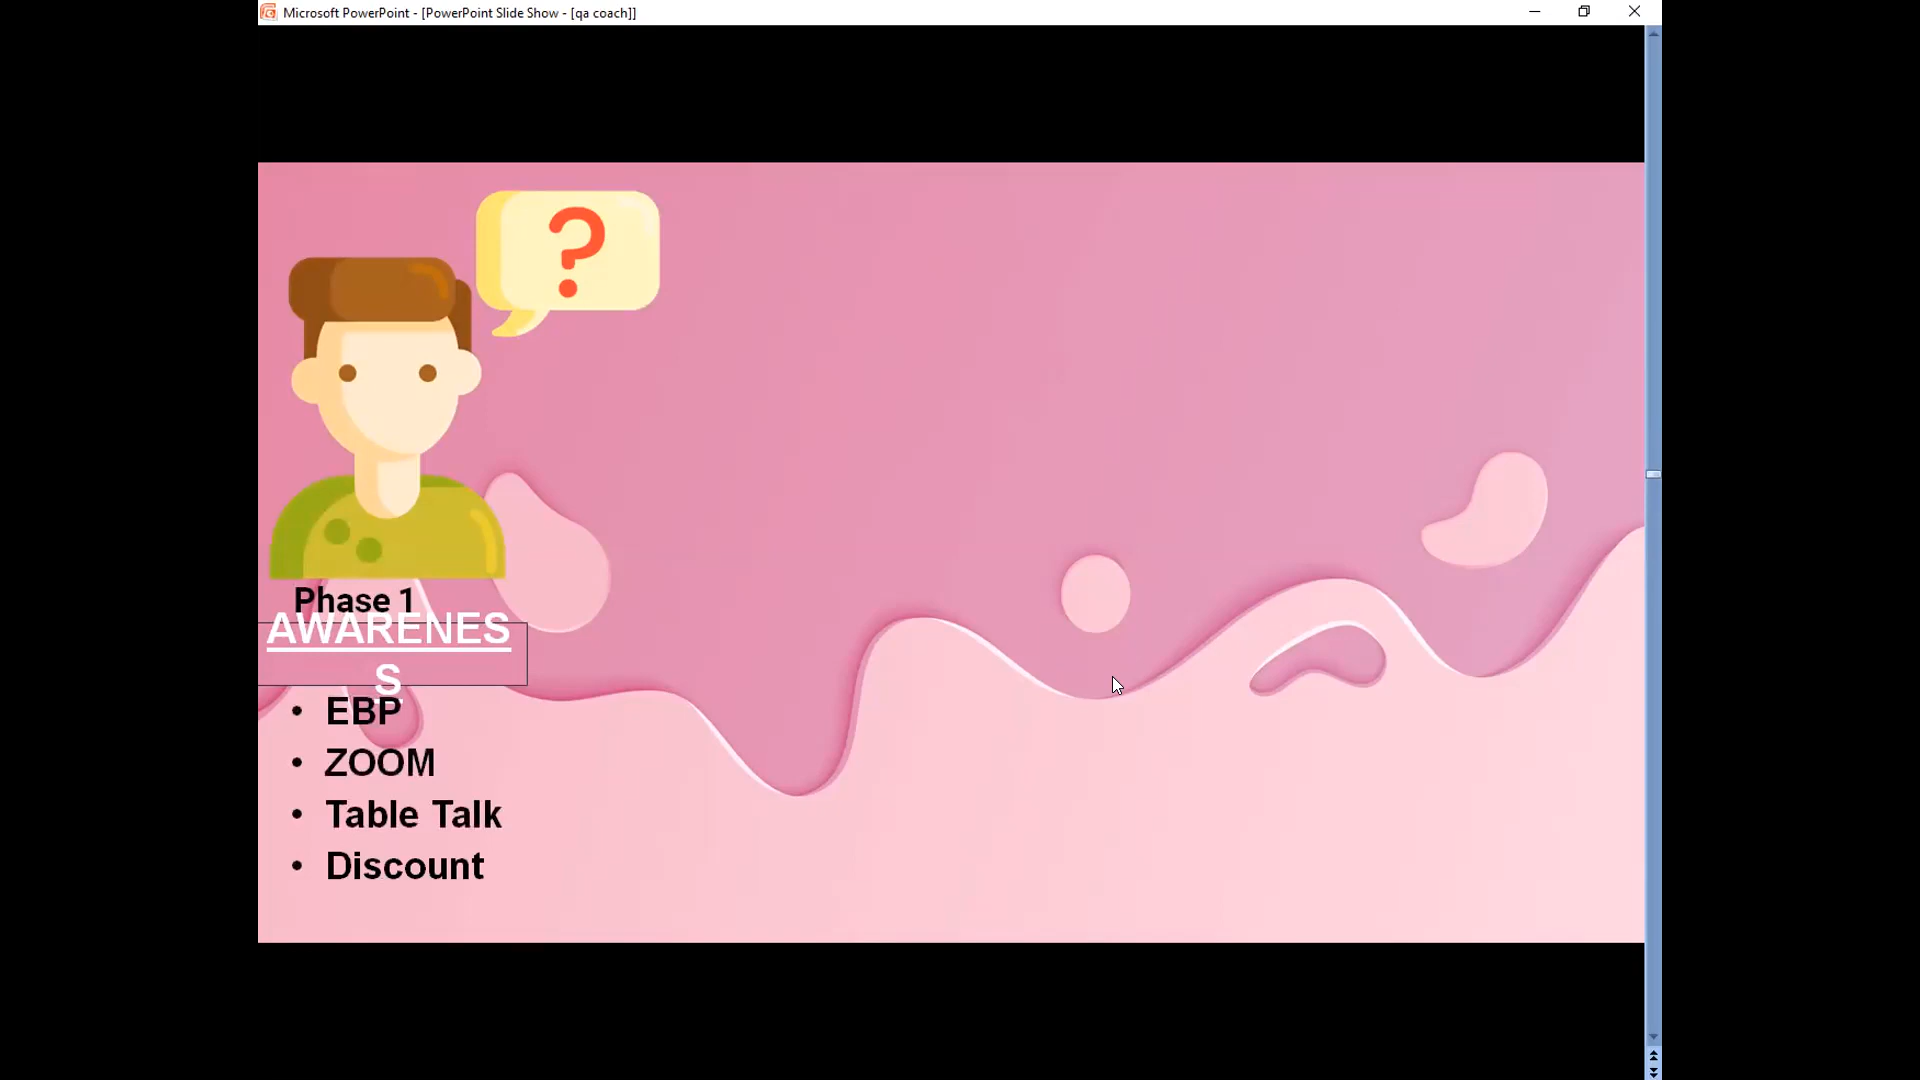 Microsoft PowerPoint - [PowerPoint Slide Show - [qa coach]]
?
Phase 1
AWARENES
S
• EBP
• ZOOM
• Table Talk
• Discount